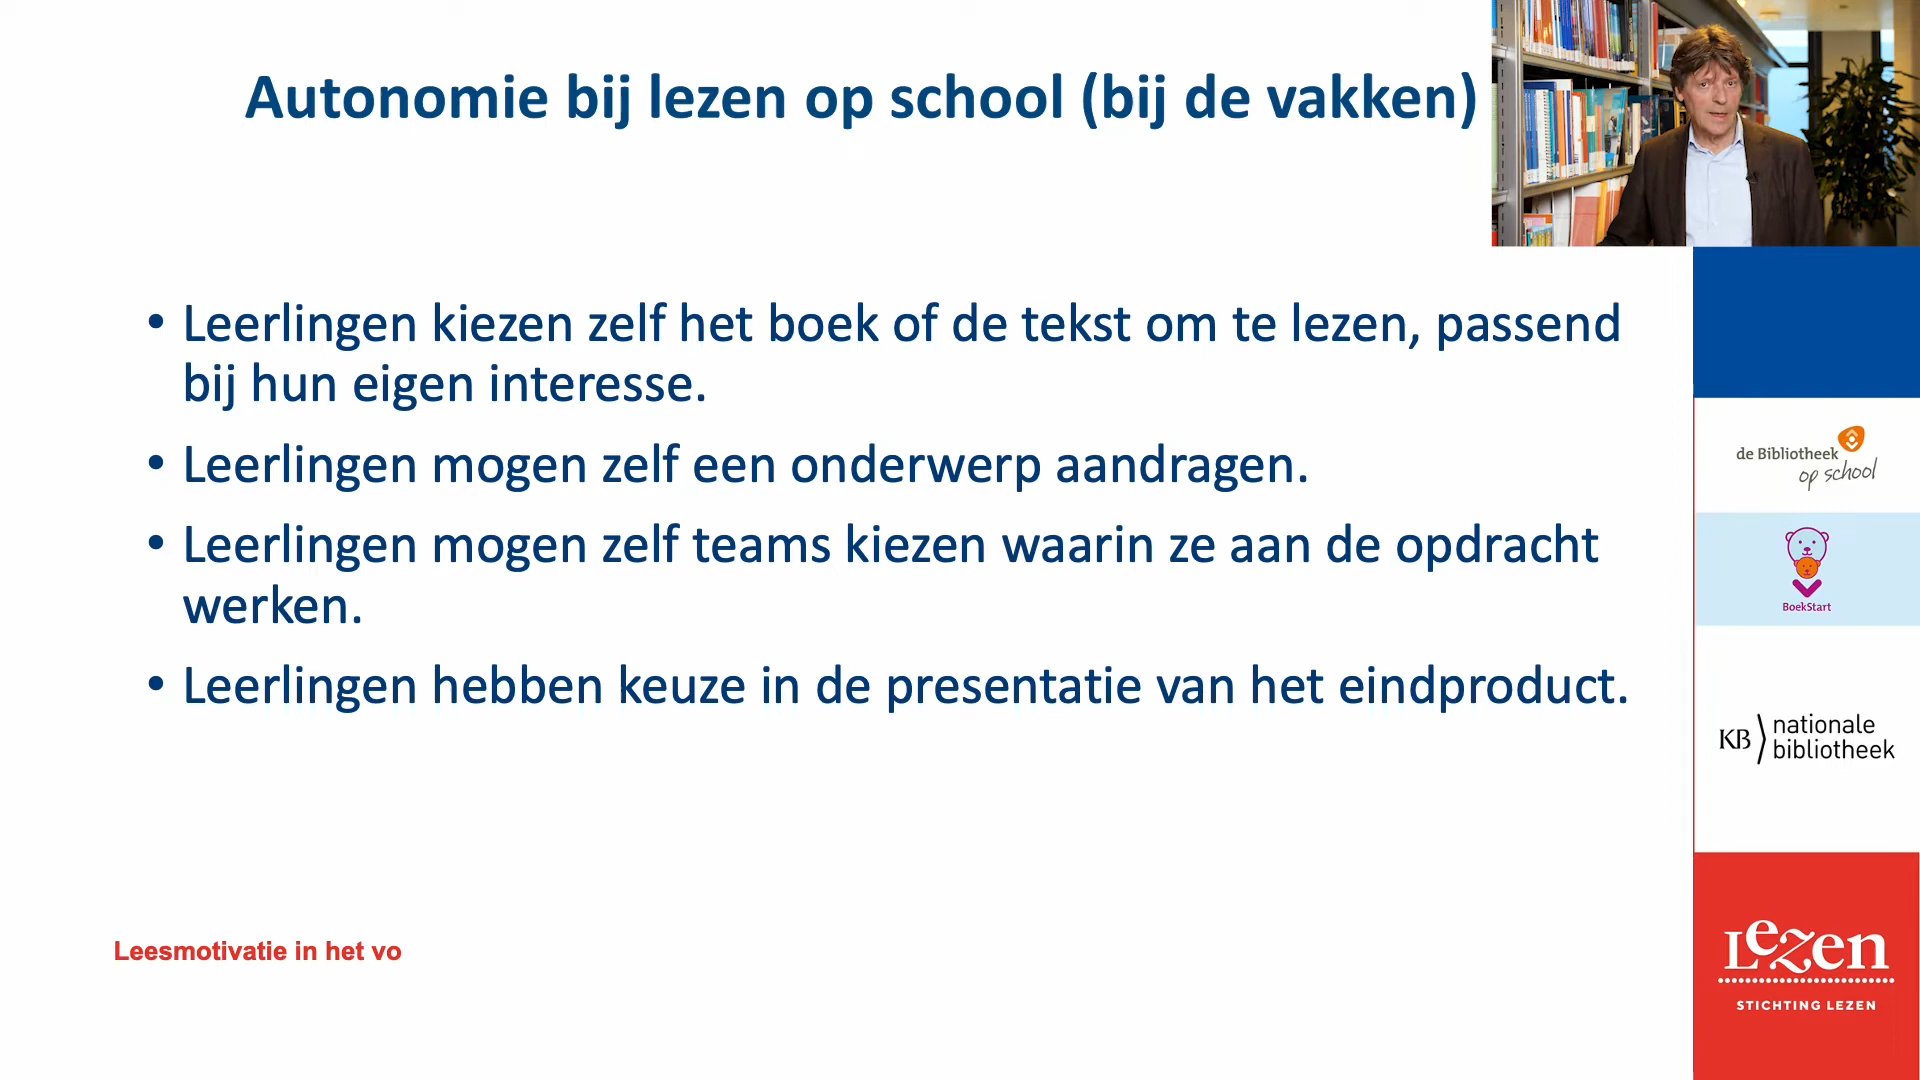 Autonomie bij lezen op school (bij de vakken)
• Leerlingen kiezen zelf het boek of de tekst om te lezen, passend
bij hun eigen interesse.
• Leerlingen mogen zelf een onderwerp aandragen.
• Leerlingen mogen zelf teams kiezen waarin ze aan de opdracht
werken.
• Leerlingen hebben keuze in de presentatie van het eindproduct.
Leesmotivatie in het vo
de Bibliotheek
op school
BoekStart
KB
nationale
bibliotheek
Lezen
STICHTING LEZEN